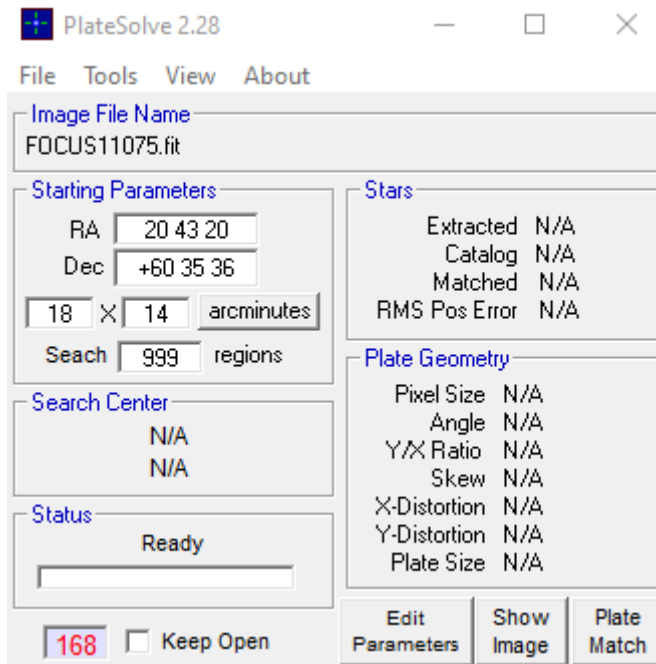 PlateSolve 2.28
File Tools View About
Image File Name
FOCUS11075.fit
Starting Parameters
RA 20 43 20
Dec +60 35 36
18 X 14 arcminutes
Seach 999 regions
Search Center
N/A
N/A
Status
Ready
168 Keep Open
Stars
Extracted N/A
Catalog N/A
Matched N/A
RMS Pos Error N/A
Plate Geometry
Pixel Size N/A
Angle N/A
Y/X Ratio N/A
Skew N/A
X-Distortion N/A
Y-Distortion N/A
Plate Size N/A
Edit Parameters
Show Image
Plate Match